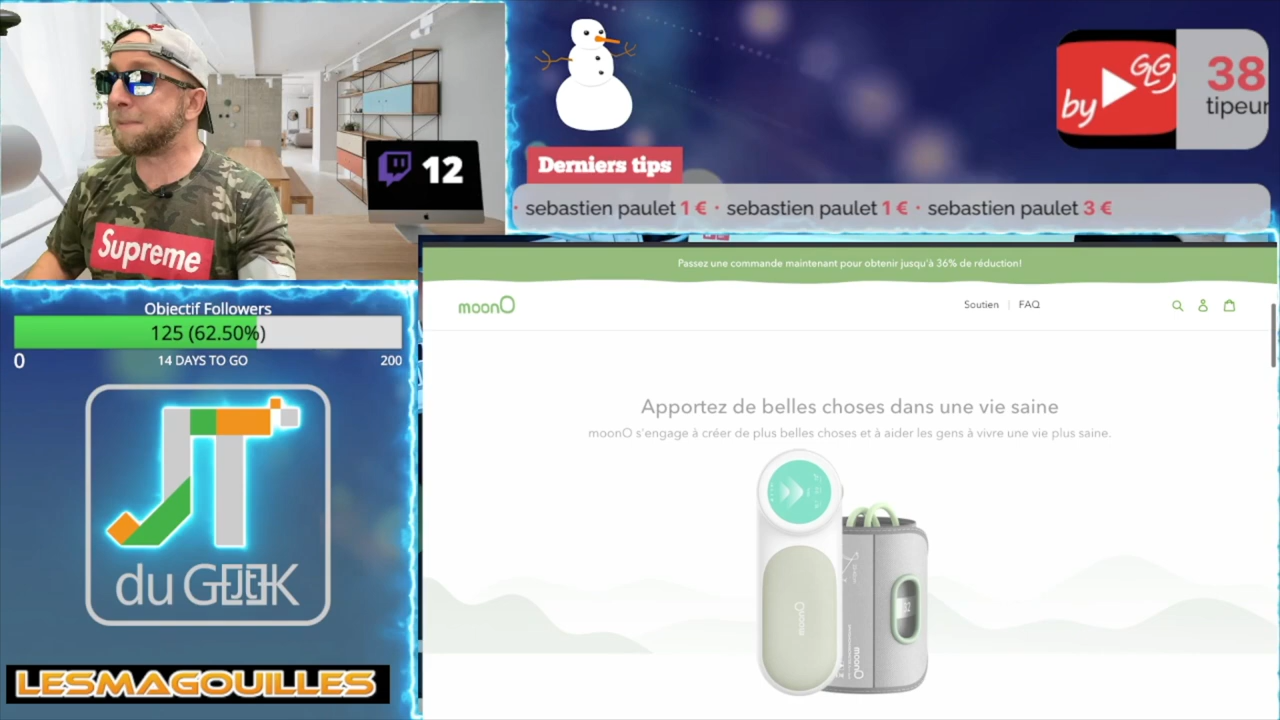 12
Supreme
by GLG
38
tipeur
Derniers tips
· sebastien paulet 1 € · sebastien paulet 1 € · sebastien paulet 3 €
Objectif Followers
125 (62.50%)
0
14 DAYS TO GO
200
JT
du GEEK
LESMAGOUILLES
Passez une commande maintenant pour obtenir jusqu'à 36% de réduction!
moonO
Soutien | FAQ
Apportez de belles choses dans une vie saine
moonO s'engage à créer de plus belles choses et à aider les gens à vivre une vie plus saine.
moonO
moonO